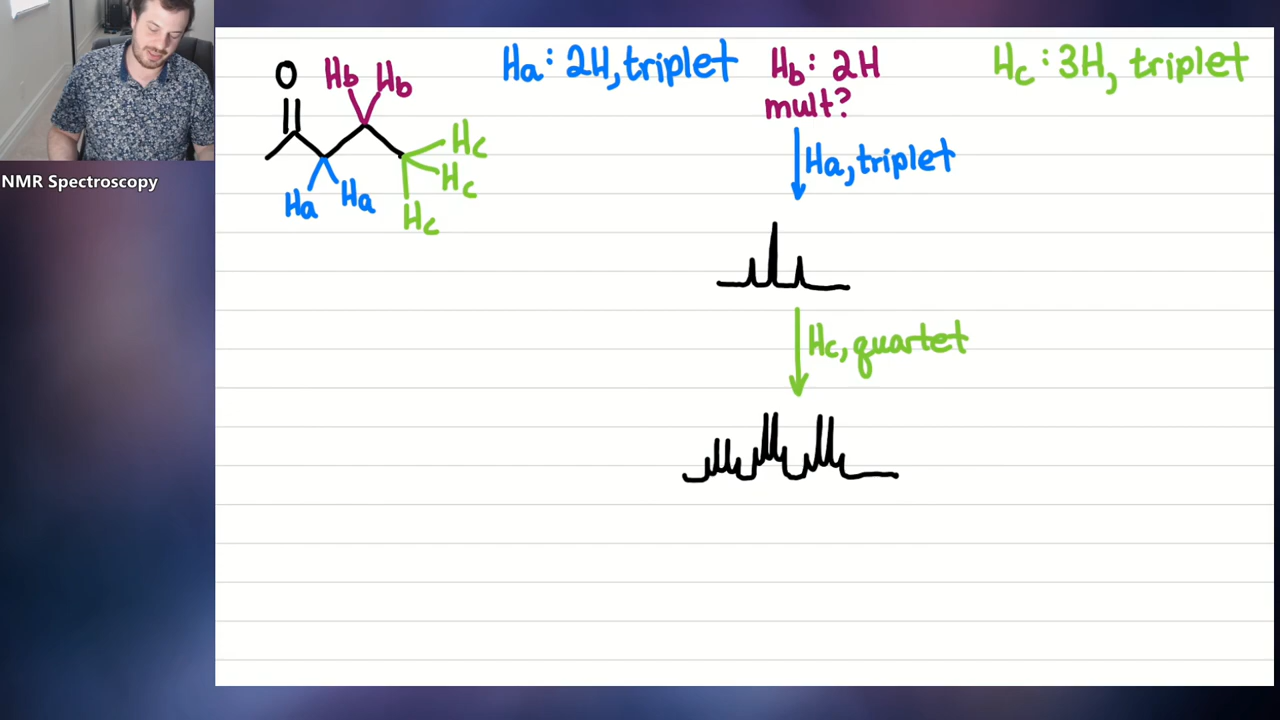 O
Hb Hb
Ha Ha
Hc
Hc
Hc
Ha: 2H, triplet
Hb: 2H
mult?
Hc: 3H, triplet
Ha, triplet
Hc, quartet
NMR Spectroscopy